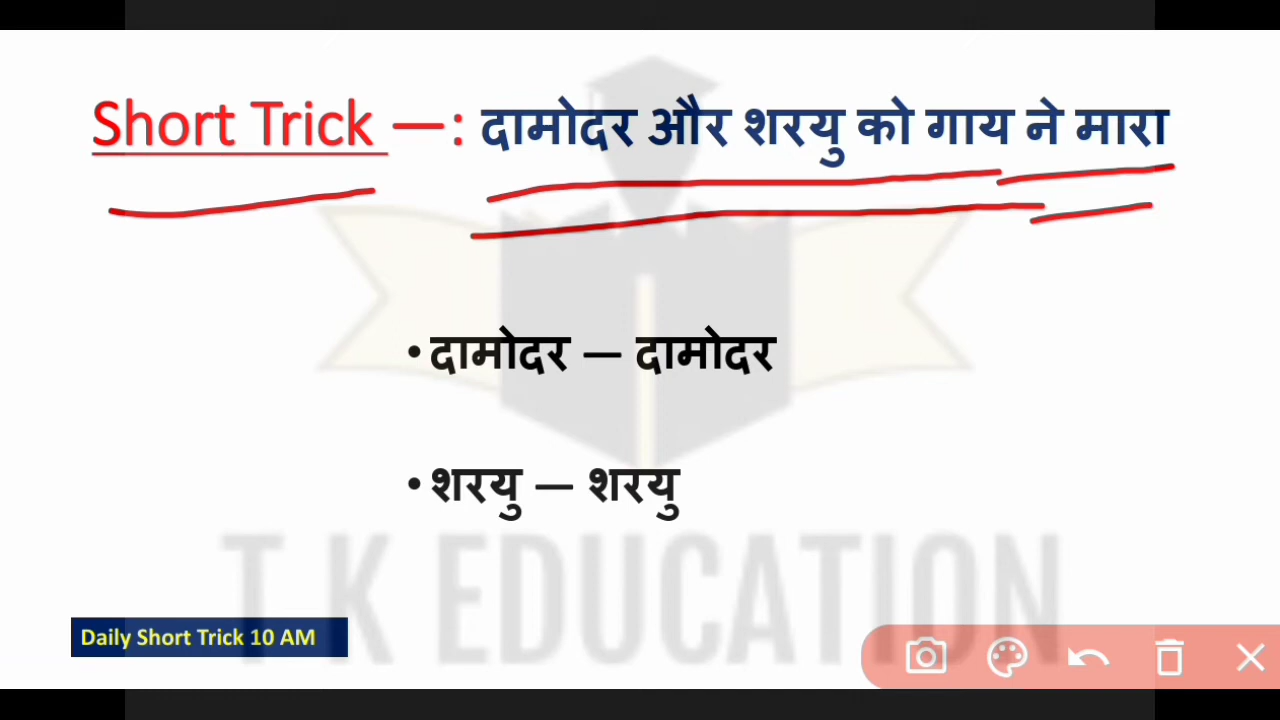 Short Trick —: दामोदर और शरयु को गाय ने मारा
• दामोदर — दामोदर
• शरयु — शरयु
T K EDUCATION
Daily Short Trick 10 AM